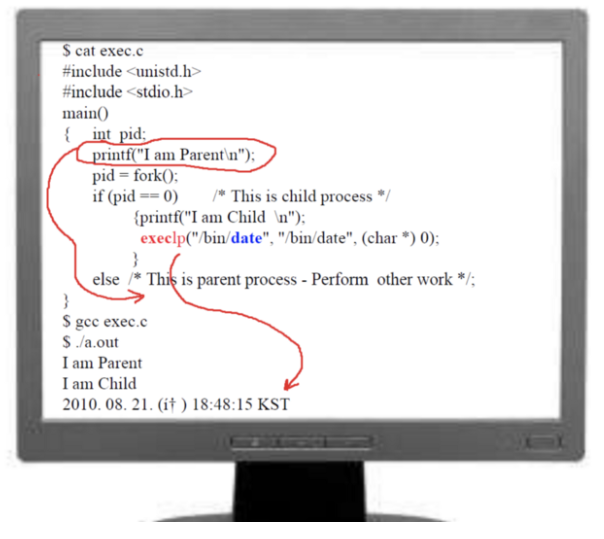 $ cat exec.c
#include <unistd.h>
#include <stdio.h>
main()
{ int pid;
printf("I am Parent\n");
pid = fork();
if (pid == 0) /* This is child process */
{printf("I am Child \n");
execlp("/bin/date", "/bin/date", (char *) 0);
}
else /* This is parent process - Perform other work */;
}
$ gcc exec.c
$ ./a.out
I am Parent
I am Child
2010. 08. 21. (i† ) 18:48:15 KST